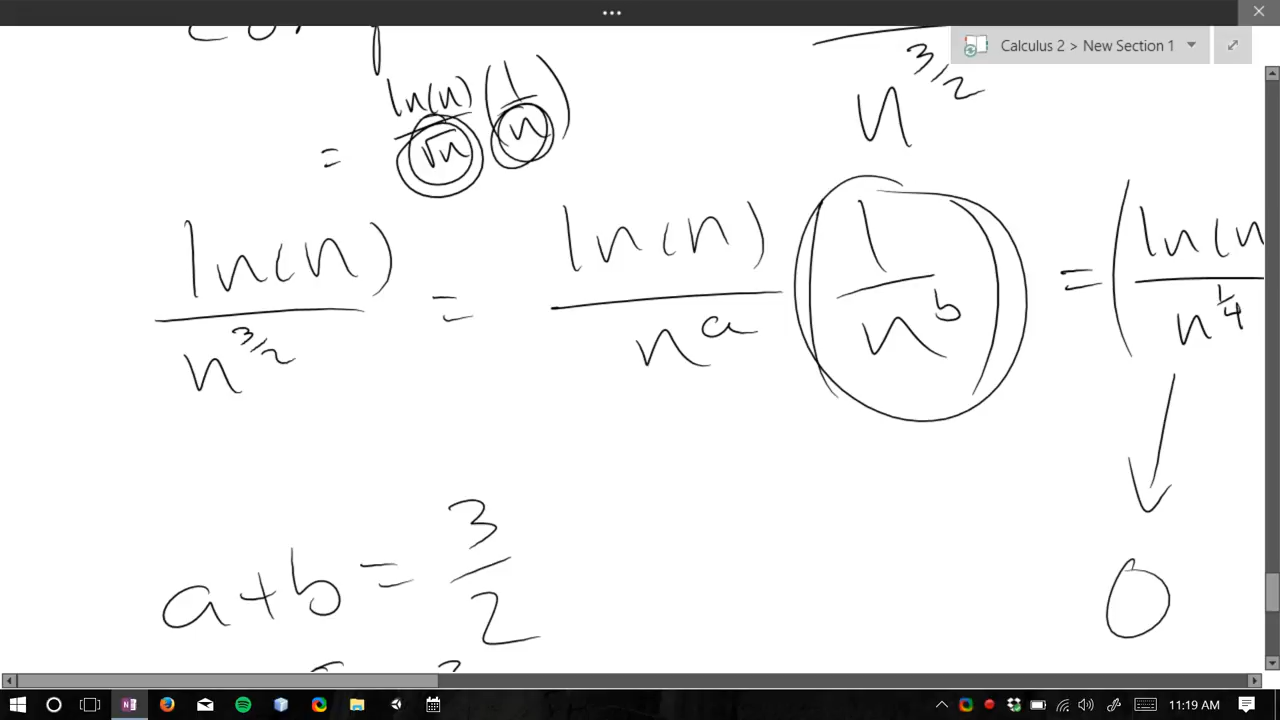 ...
Calculus 2 > New Section 1
n^{3/2}
= ln(n)/√n (1/n)
ln(n)/n^{3/2} = ln(n)/n^a (1/n^b) = (ln(n/n^{1/4}
0
a+b = 3/2
11:19 AM